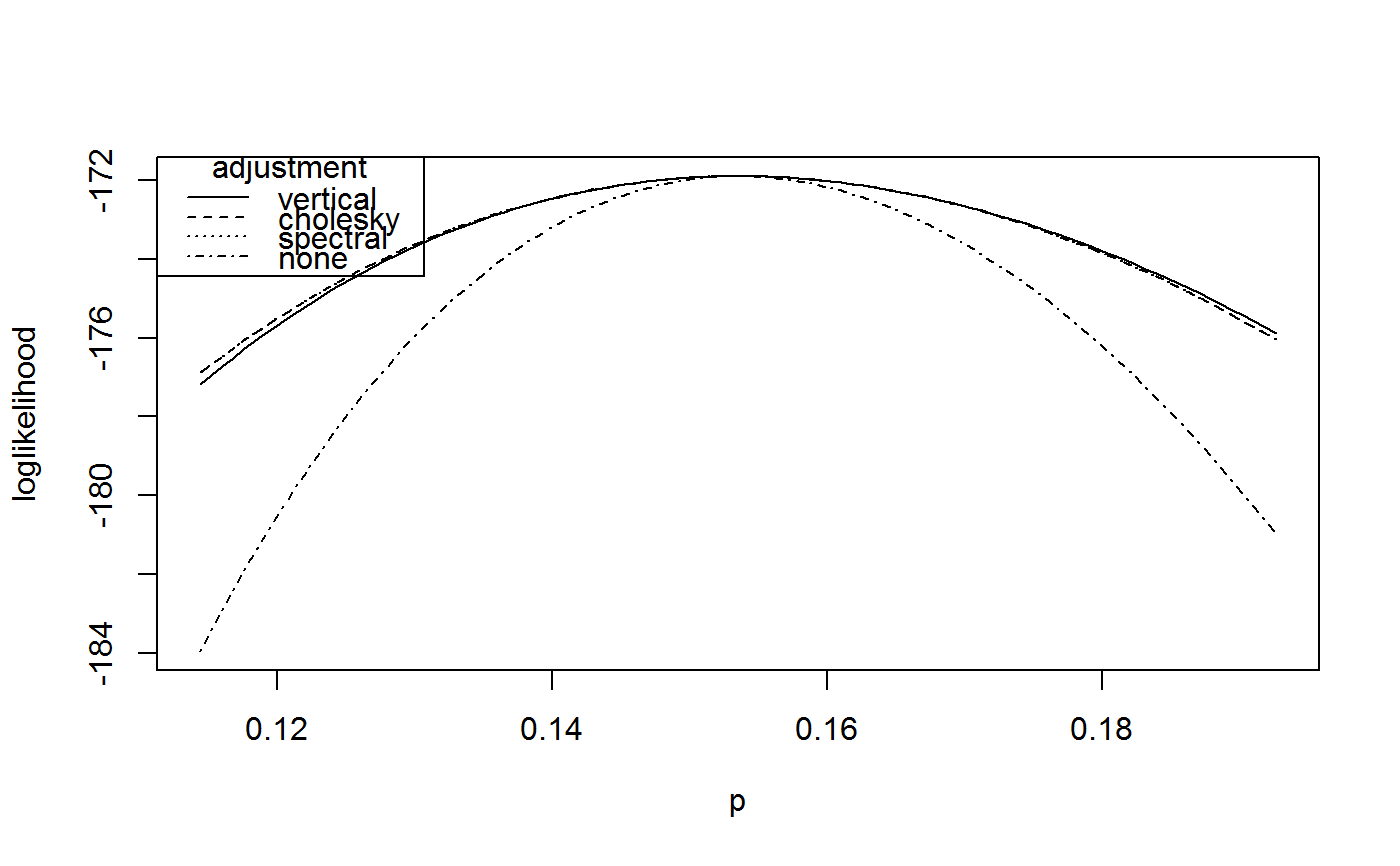 adjustment
vertical
cholesky
spectral
none
loglikelihood
-172
-176
-180
-184
0.12 0.14 0.16 0.18
p